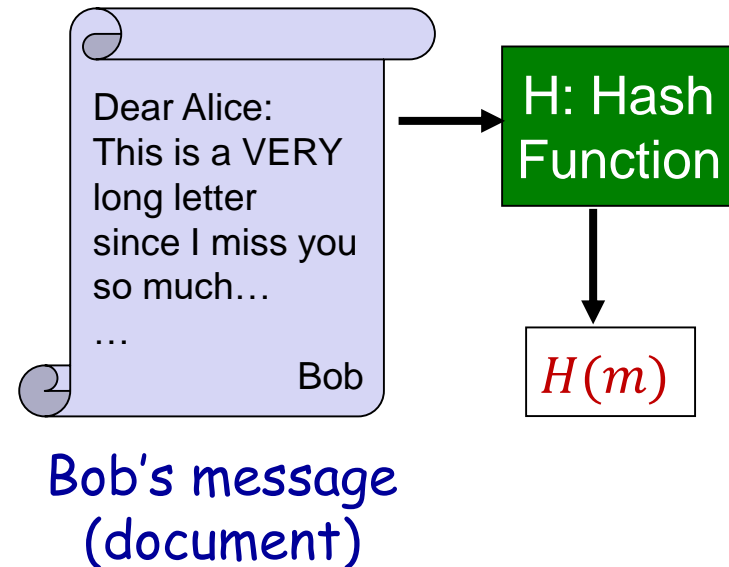 Dear Alice:
This is a VERY
long letter
since I miss you
so much…
…
Bob
H: Hash
Function
H(m)
Bob's message
(document)